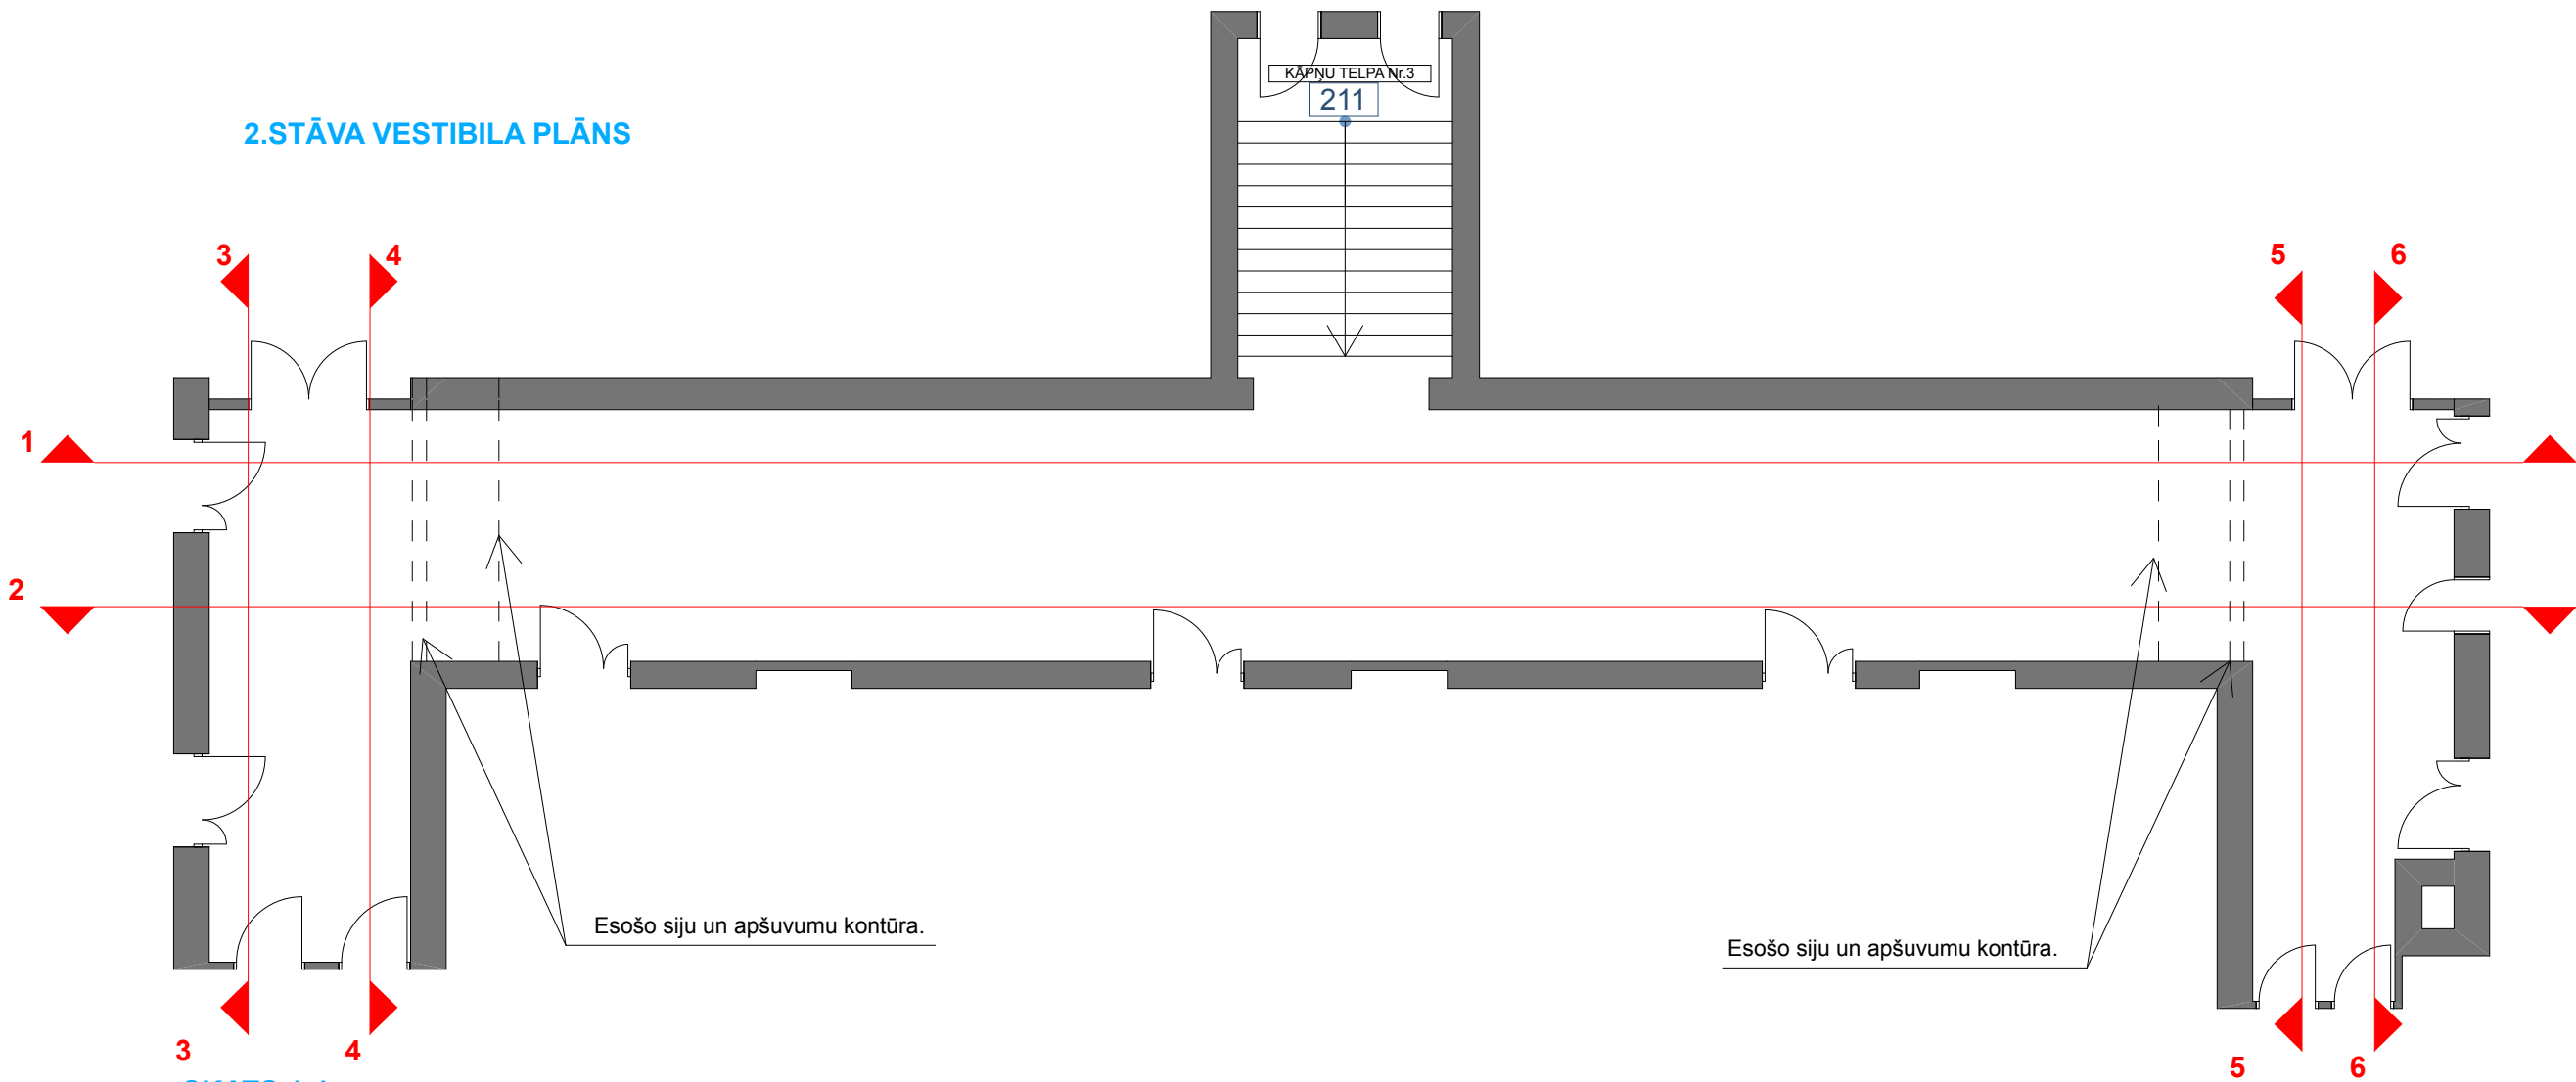 KĀPŅU TELPA Nr.3
211
2.STĀVA VESTIBILA PLĀNS
3 4 5 6
1
2
Esošo siju un apšuvumu kontūra.
Esošo siju un apšuvumu kontūra.
3 4 5 6